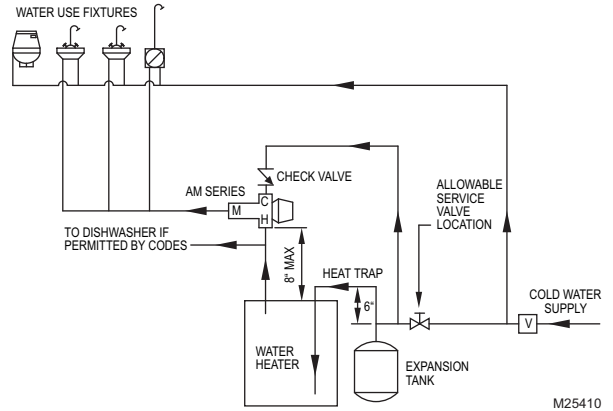 WATER USE FIXTURES
CHECK VALVE
AM SERIES
C
M
H
ALLOWABLE
SERVICE
VALVE
LOCATION
TO DISHWASHER IF
PERMITTED BY CODES
8" MAX
HEAT TRAP
6"
COLD WATER
SUPPLY
V
WATER
HEATER
EXPANSION
TANK
M25410